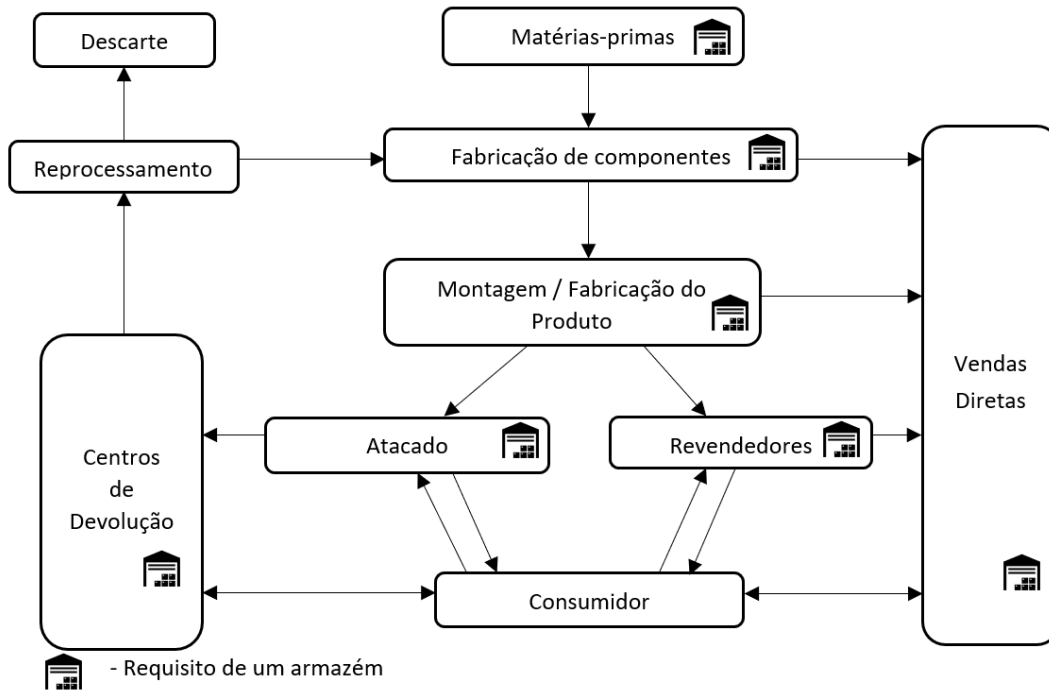 Descarte
Matérias-primas
Reprocessamento
Fabricação de componentes
Montagem / Fabricação do
Produto
Vendas
Diretas
Centros
de
Devolução
Atacado
Revendedores
Consumidor
- Requisito de um armazém